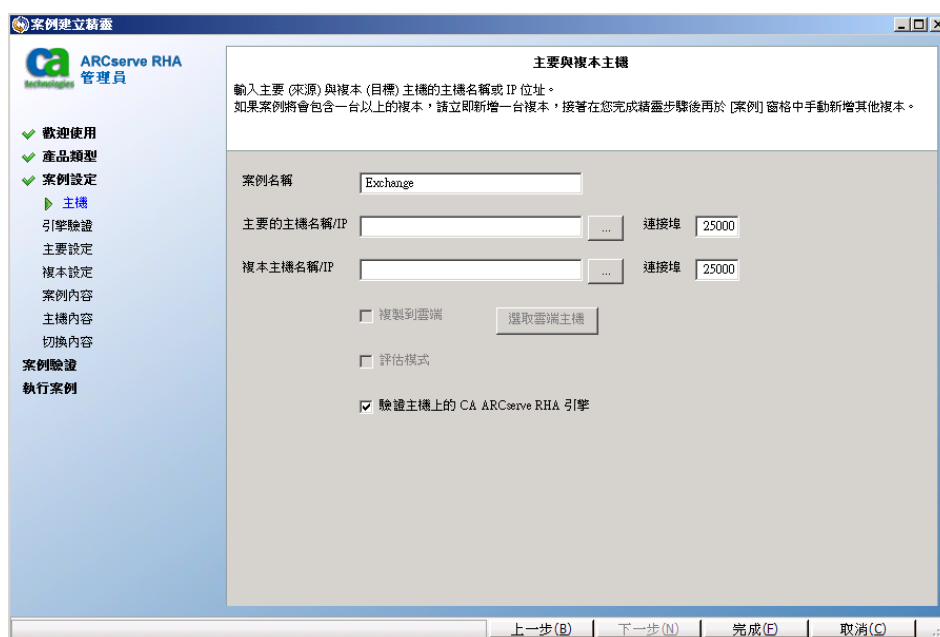 案例建立精靈
ca
technologies
ARCserve RHA
管理員
歡迎使用
產品類型
案例設定
主機
引擎驗證
主要設定
複本設定
案例內容
主機內容
切換內容
案例驗證
執行案例
主要與複本主機
輸入主要 (來源) 與複本 (目標) 主機的主機名稱或 IP 位址。
如果案例將會包含一台以上的複本，請立即新增一台複本，接著在您完成精靈步驟後再於 [案例] 窗格中手動新增其他複本。
案例名稱 Exchange
主要的主機名稱/IP ... 連接埠 25000
複本主機名稱/IP ... 連接埠 25000
複製到雲端 選取雲端主機
評估模式
驗證主機上的 CA ARCserve RHA 引擎
上一步(B) 下一步(N) 完成(F) 取消(C)